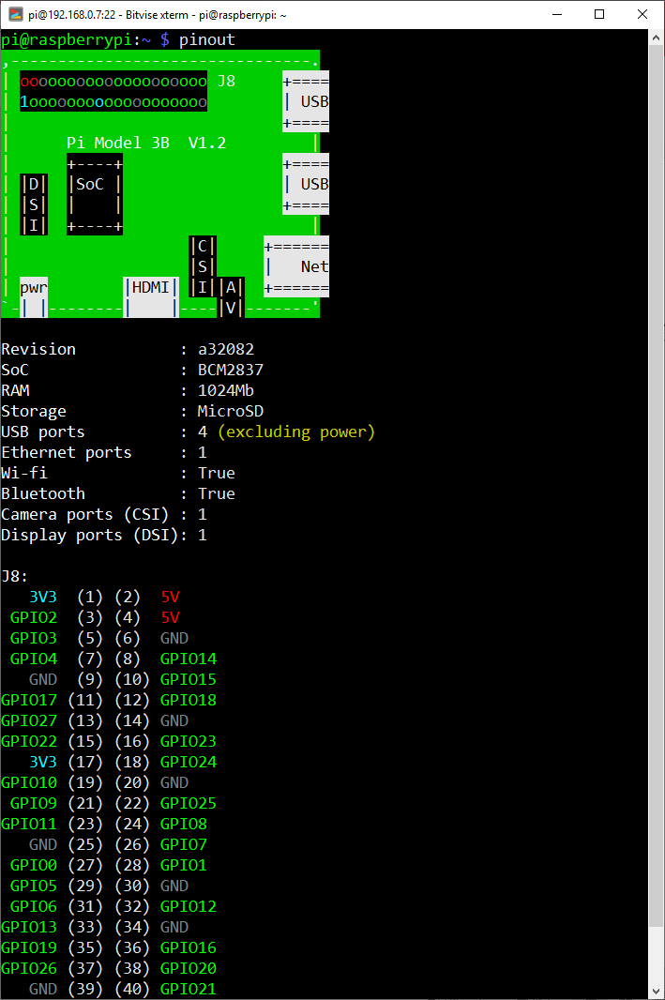 pi@192.168.0.7:22 - Bitvise xterm - pi@raspberrypi: ~
pi@raspberrypi:~ $ pinout
,--------------------------------.
| oooooooooooooooooooo J8     +====
| 1ooooooooooooooooooo        | USB
|                             +====
|      Pi Model 3B  V1.2         |
|      +----+                 +====
| |D|  |SoC |                 | USB
| |S|  |    |                 +====
| |I|  +----+                    |
|                   |C|     +======
|                   |S|     |   Net
| pwr        |HDMI| |I||A|  +======
`-| |--------|    |----|V|-------'
Revision           : a32082
SoC                : BCM2837
RAM                : 1024Mb
Storage            : MicroSD
USB ports          : 4 (excluding power)
Ethernet ports     : 1
Wi-fi              : True
Bluetooth          : True
Camera ports (CSI) : 1
Display ports (DSI): 1
J8:
   3V3  (1) (2)  5V
 GPIO2  (3) (4)  5V
 GPIO3  (5) (6)  GND
 GPIO4  (7) (8)  GPIO14
   GND  (9) (10) GPIO15
GPIO17 (11) (12) GPIO18
GPIO27 (13) (14) GND
GPIO22 (15) (16) GPIO23
   3V3 (17) (18) GPIO24
GPIO10 (19) (20) GND
 GPIO9 (21) (22) GPIO25
GPIO11 (23) (24) GPIO8
   GND (25) (26) GPIO7
 GPIO0 (27) (28) GPIO1
 GPIO5 (29) (30) GND
 GPIO6 (31) (32) GPIO12
GPIO13 (33) (34) GND
GPIO19 (35) (36) GPIO16
GPIO26 (37) (38) GPIO20
   GND (39) (40) GPIO21